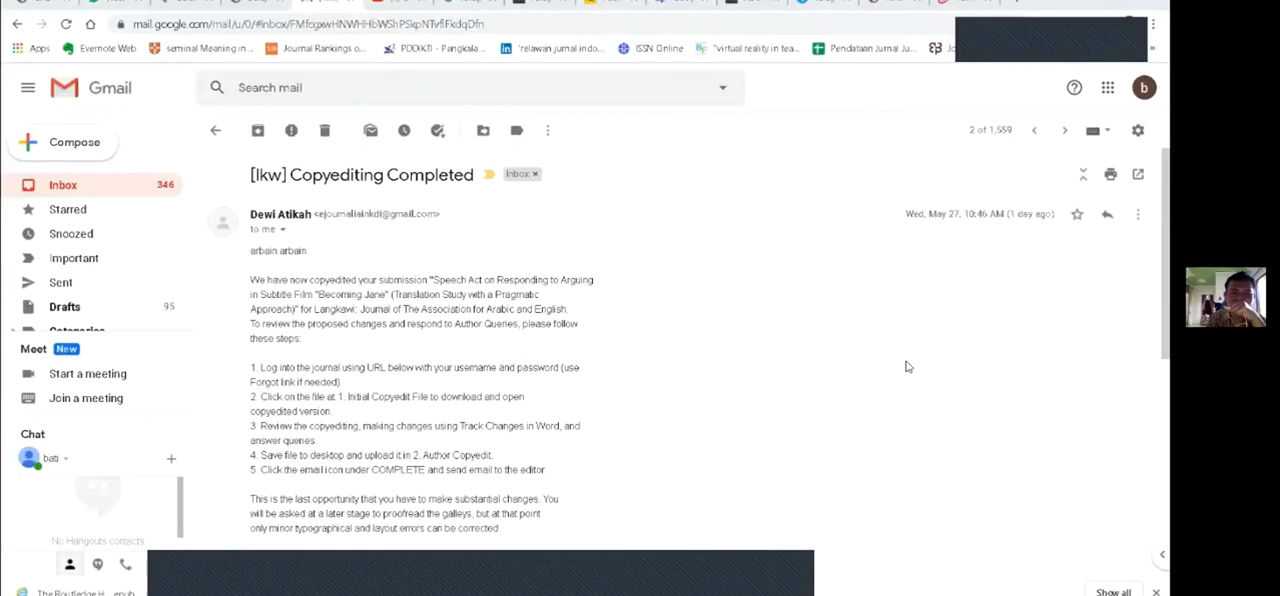 mail.google.com/mail/u/0/#inbox/
Apps
Evernote Web
seminal Meaning in...
Journal Rankings o...
PDDIKTI - Pangkala...
"relawan jurnal indo...
ISSN Online
"virtual reality in tea...
Pendataan Jurnal Ju...
Gmail
Search mail
Compose
2 of 1,559
[lkw] Copyediting Completed
Inbox ×
Inbox 346
Starred
Snoozed
Important
Sent
Drafts 95
Categories
Meet New
Start a meeting
Join a meeting
Chat
bati
No Hangouts contacts
Dewi Atikah <ejournaliainkdi@gmail.com>
Wed, May 27, 10:46 AM (1 day ago)
to me
arbain arbain
We have now copyedited your submission "Speech Act on Responding to Arguing
in Subtitle Film "Becoming Jane" (Translation Study with a Pragmatic
Approach)" for Langkawi: Journal of The Association for Arabic and English.
To review the proposed changes and respond to Author Queries, please follow
these steps:
1. Log into the journal using URL below with your username and password (use
Forgot link if needed)
2. Click on the file at 1. Initial Copyedit File to download and open
copyedited version.
3. Review the copyediting, making changes using Track Changes in Word, and
answer queries.
4. Save file to desktop and upload it in 2. Author Copyedit.
5. Click the email icon under COMPLETE and send email to the editor
This is the last opportunity that you have to make substantial changes. You
will be asked at a later stage to proofread the galleys, but at that point
only minor typographical and layout errors can be corrected.
b
The Routledge H....epub
Show all